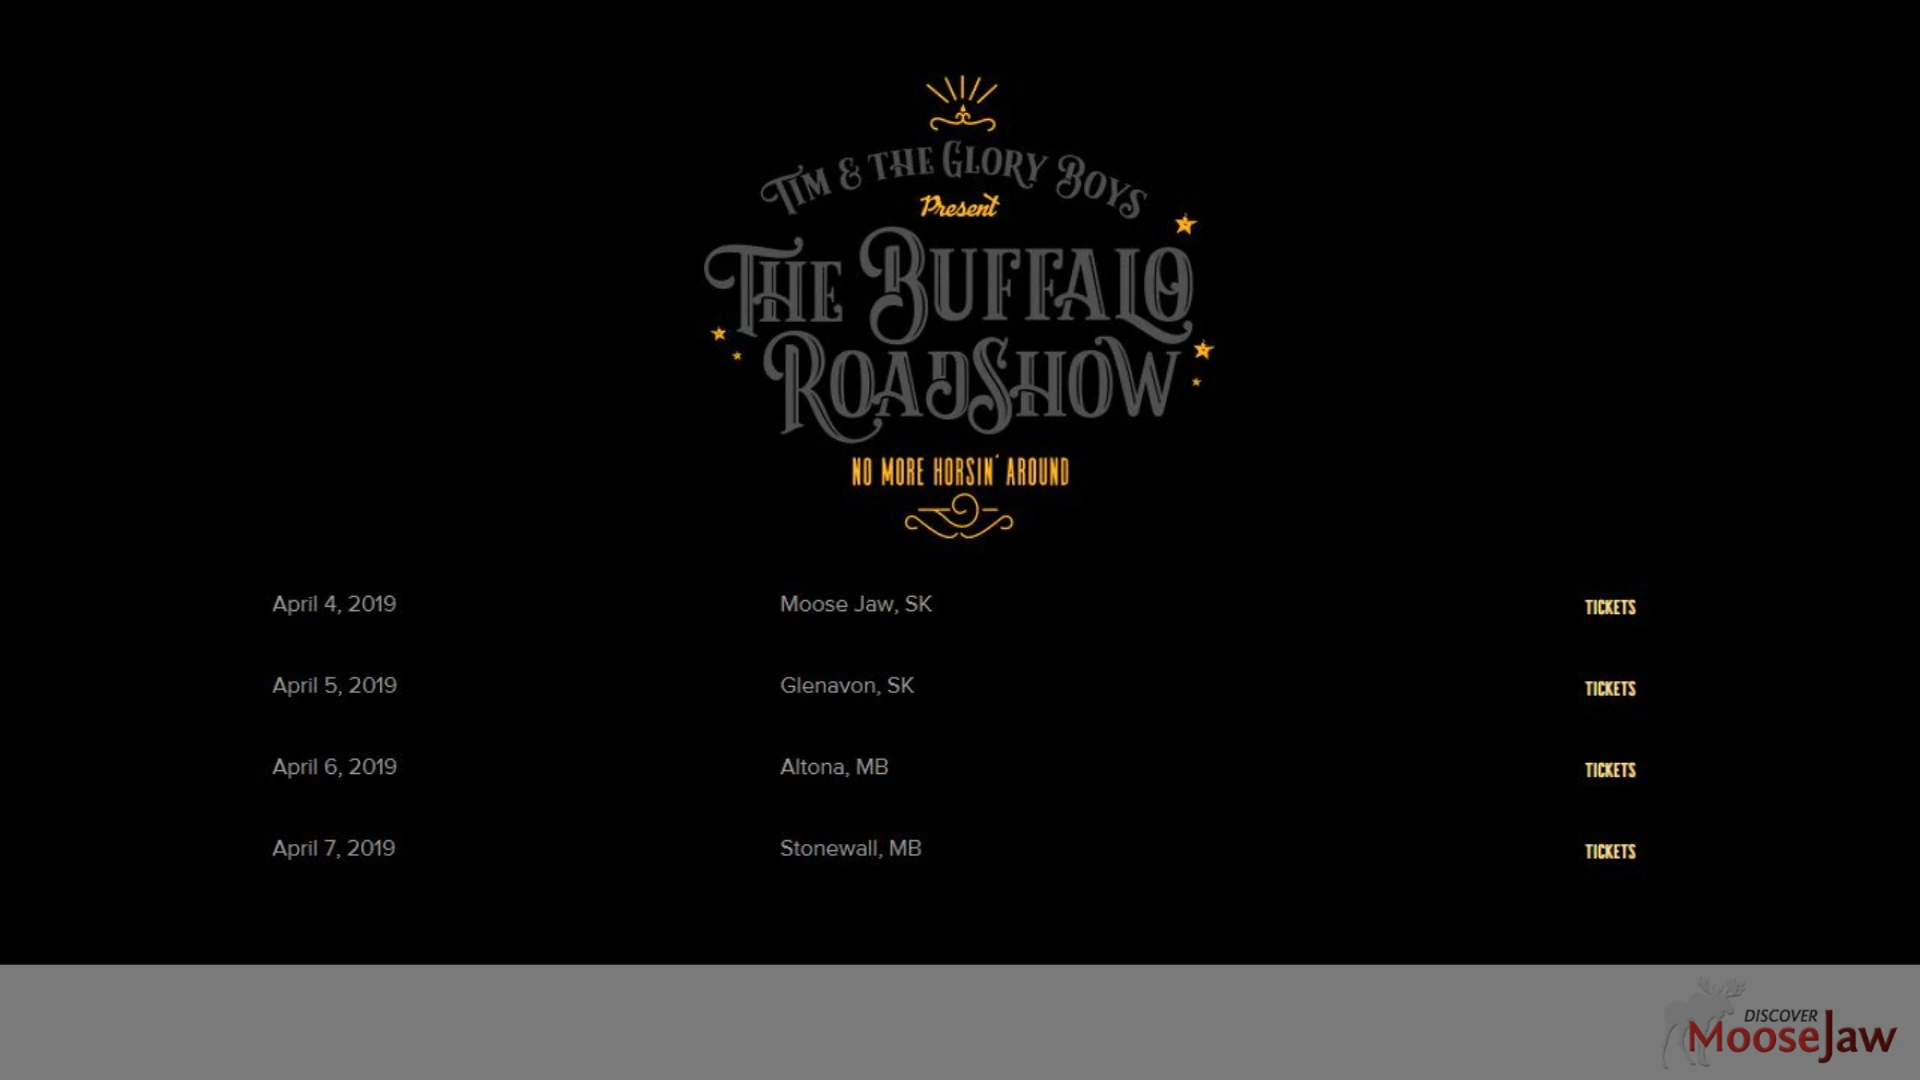 TIM & THE GLORY BOYS
Present
THE BUFFALO
ROADSHOW
NO MORE HORSIN' AROUND
April 4, 2019 Moose Jaw, SK TICKETS
April 5, 2019 Glenavon, SK TICKETS
April 6, 2019 Altona, MB TICKETS
April 7, 2019 Stonewall, MB TICKETS
DISCOVER
MooseJaw